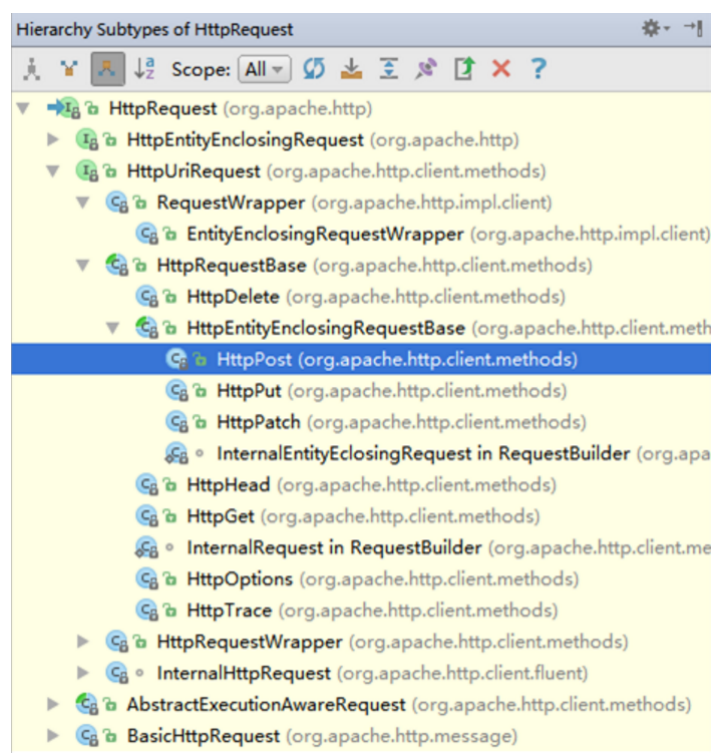 Hierarchy Subtypes of HttpRequest
Scope: All
HttpRequest (org.apache.http)
HttpEntityEnclosingRequest (org.apache.http)
HttpUriRequest (org.apache.http.client.methods)
RequestWrapper (org.apache.http.impl.client)
EntityEnclosingRequestWrapper (org.apache.http.impl.client)
HttpRequestBase (org.apache.http.client.methods)
HttpDelete (org.apache.http.client.methods)
HttpEntityEnclosingRequestBase (org.apache.http.client.meth
HttpPost (org.apache.http.client.methods)
HttpPut (org.apache.http.client.methods)
HttpPatch (org.apache.http.client.methods)
InternalEntityEclosingRequest in RequestBuilder (org.apa
HttpHead (org.apache.http.client.methods)
HttpGet (org.apache.http.client.methods)
InternalRequest in RequestBuilder (org.apache.http.client.me
HttpOptions (org.apache.http.client.methods)
HttpTrace (org.apache.http.client.methods)
HttpRequestWrapper (org.apache.http.client.methods)
InternalHttpRequest (org.apache.http.client.fluent)
AbstractExecutionAwareRequest (org.apache.http.client.methods)
BasicHttpRequest (org.apache.http.message)